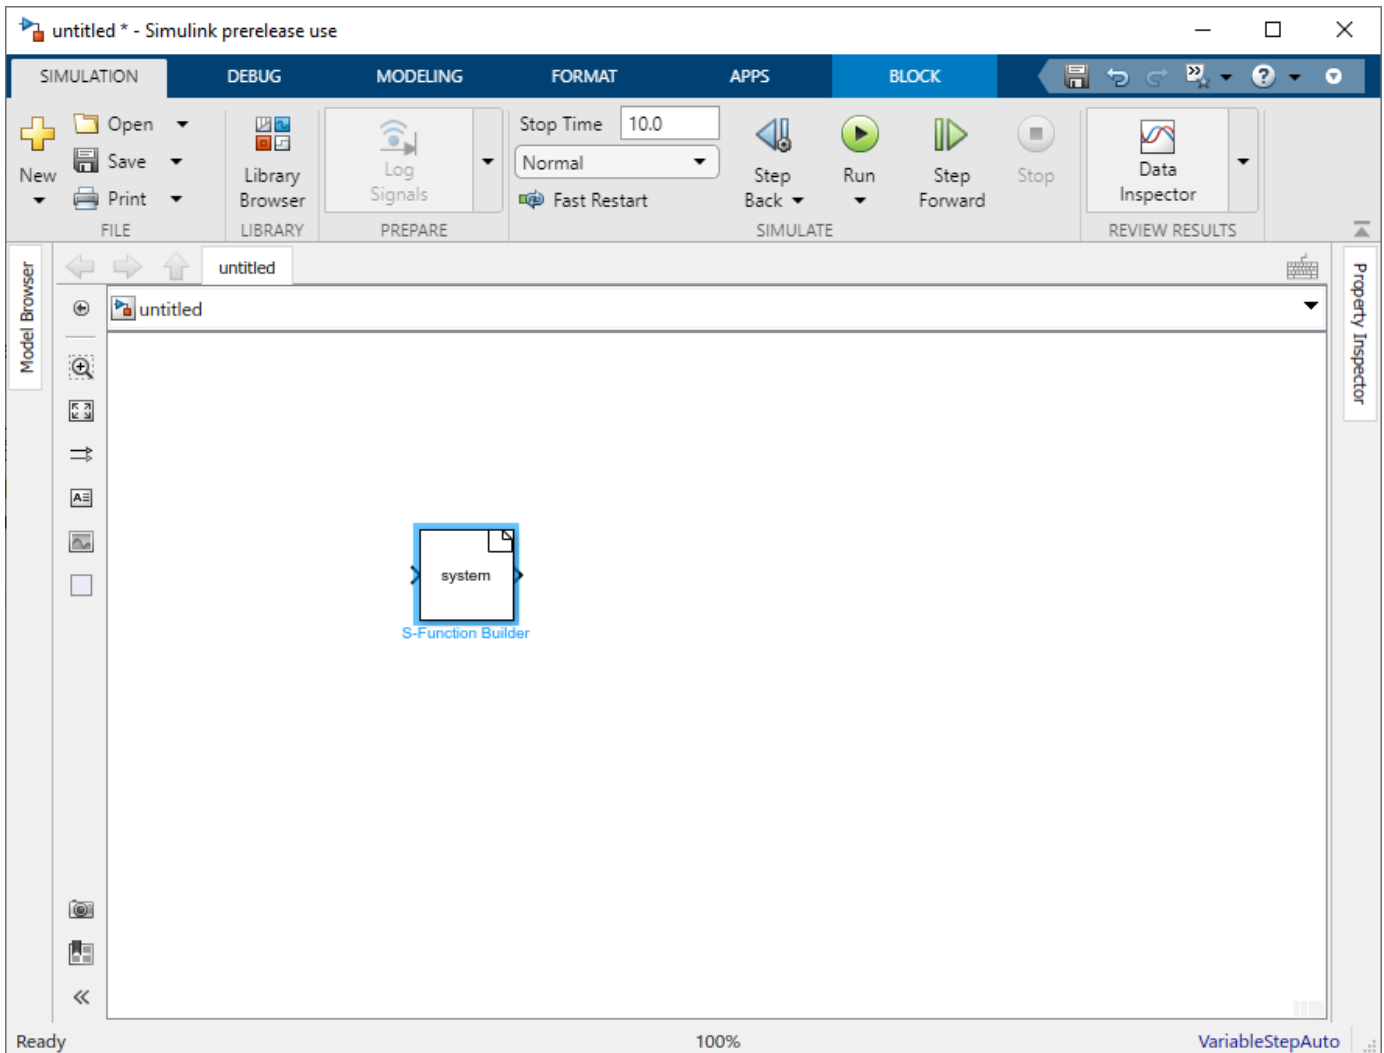 untitled * - Simulink prerelease use
SIMULATION DEBUG MODELING FORMAT APPS BLOCK
New
Open
Save
Print
FILE
Library
Browser
LIBRARY
Log
Signals
PREPARE
Stop Time 10.0
Normal
Fast Restart
Step
Back
Run
Step
Forward
Stop
SIMULATE
Data
Inspector
REVIEW RESULTS
Model Browser
untitled
untitled
Property Inspector
system
S-Function Builder
Ready 100% VariableStepAuto